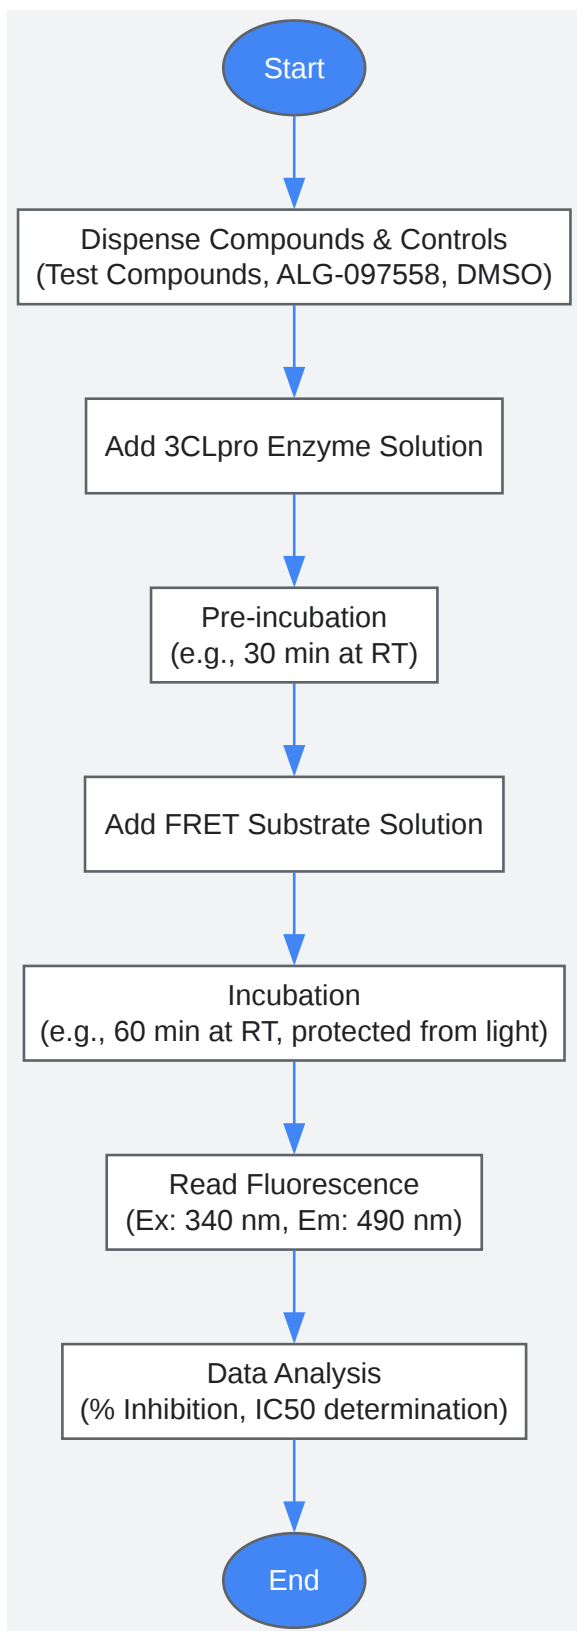 Start
Dispense Compounds & Controls
(Test Compounds, ALG-097558, DMSO)
Add 3CLpro Enzyme Solution
Pre-incubation
(e.g., 30 min at RT)
Add FRET Substrate Solution
Incubation
(e.g., 60 min at RT, protected from light)
Read Fluorescence
(Ex: 340 nm, Em: 490 nm)
Data Analysis
(% Inhibition, IC50 determination)
End